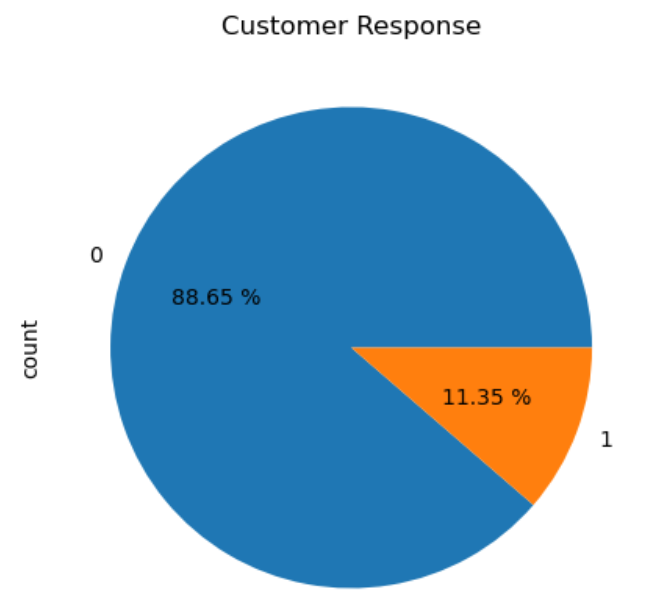 Customer Response
0
88.65 %
count
11.35 %
1